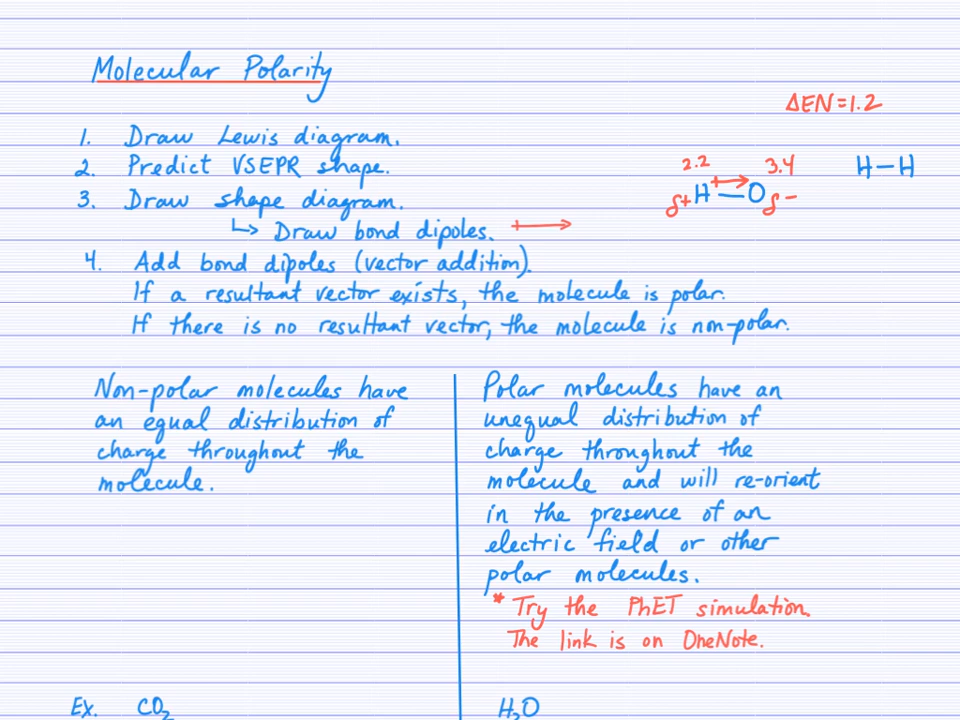 Molecular Polarity
ΔEN = 1.2
1. Draw Lewis diagram.
2. Predict VSEPR shape.
3. Draw shape diagram.
↳ Draw bond dipoles.
2.2 3.4
δ+ H — O δ-
H — H
4. Add bond dipoles (vector addition).
If a resultant vector exists, the molecule is polar.
If there is no resultant vector, the molecule is non-polar.
Non-polar molecules have
an equal distribution of
charge throughout the
molecule.
Polar molecules have an
unequal distribution of
charge throughout the
molecule and will re-orient
in the presence of an
electric field or other
polar molecules.
* Try the PhET simulation.
The link is on OneNote.
Ex. CO₂
H₂O